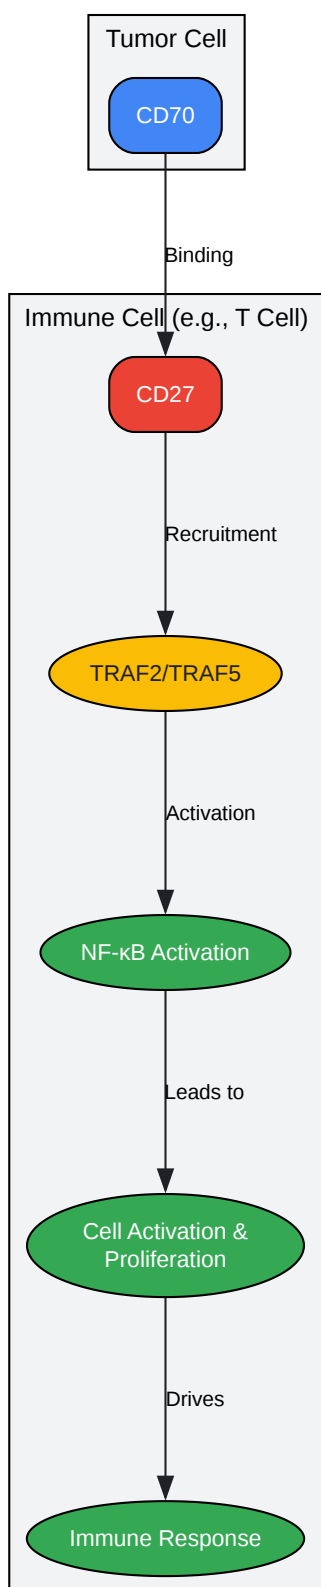 Tumor Cell
CD70
Binding
Immune Cell (e.g., T Cell)
CD27
Recruitment
TRAF2/TRAF5
Activation
NF-κB Activation
Leads to
Cell Activation &
Proliferation
Drives
Immune Response